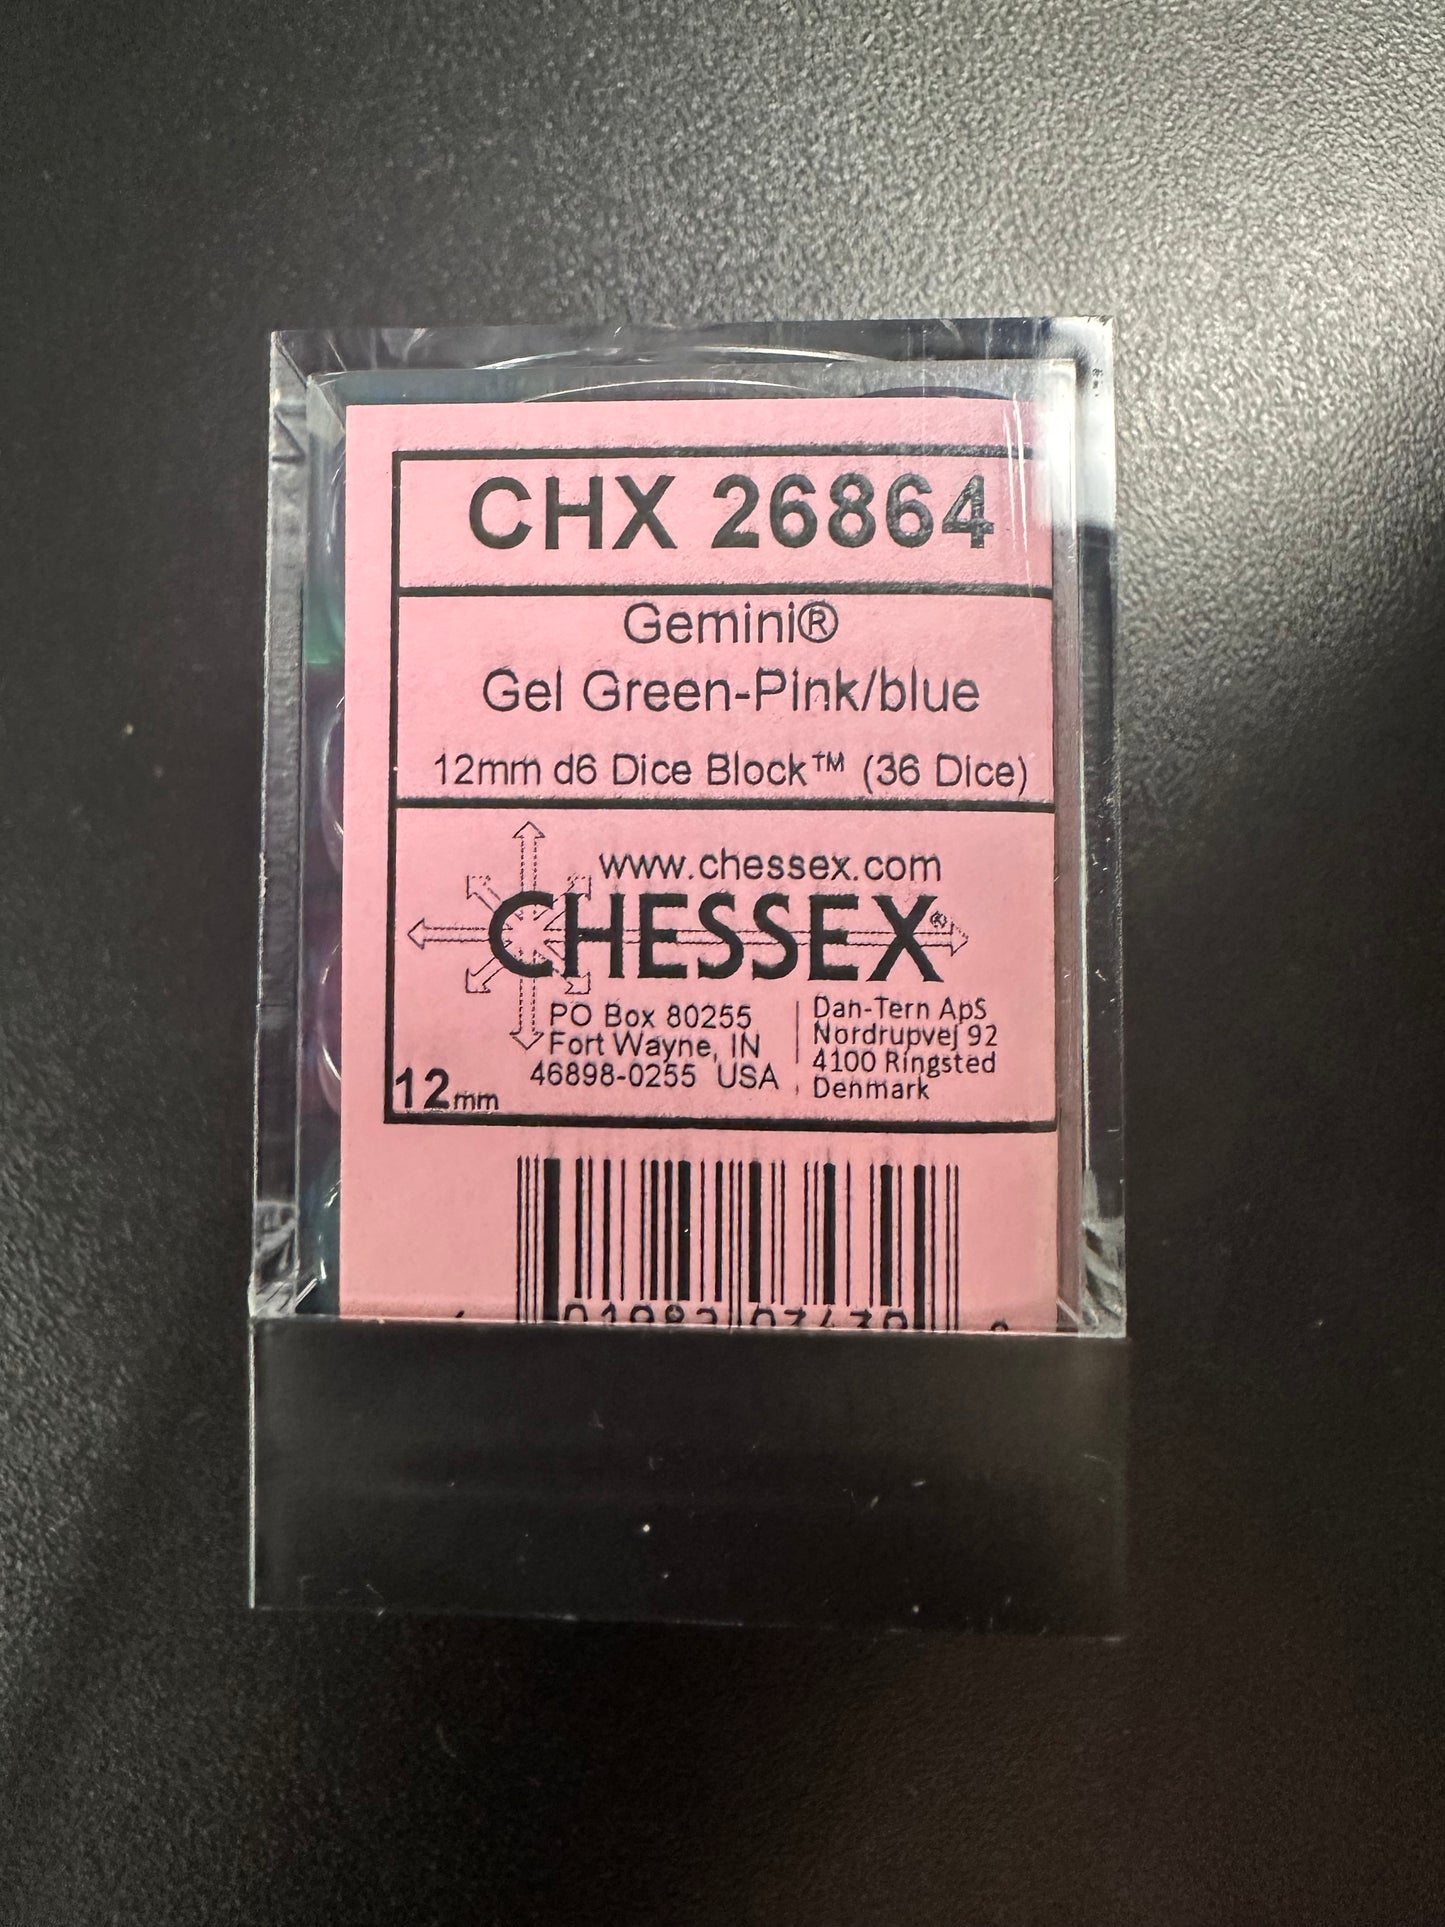 CHX 26864
Gemini®
Gel Green-Pink/blue
12mm d6 Dice Block™ (36 Dice)
www.chessex.com
CHESSEX®
PO Box 80255
Fort Wayne, IN
46898-0255 USA
Dan-Tern ApS
Nordrupvej 92
4100 Ringsted
Denmark
12mm